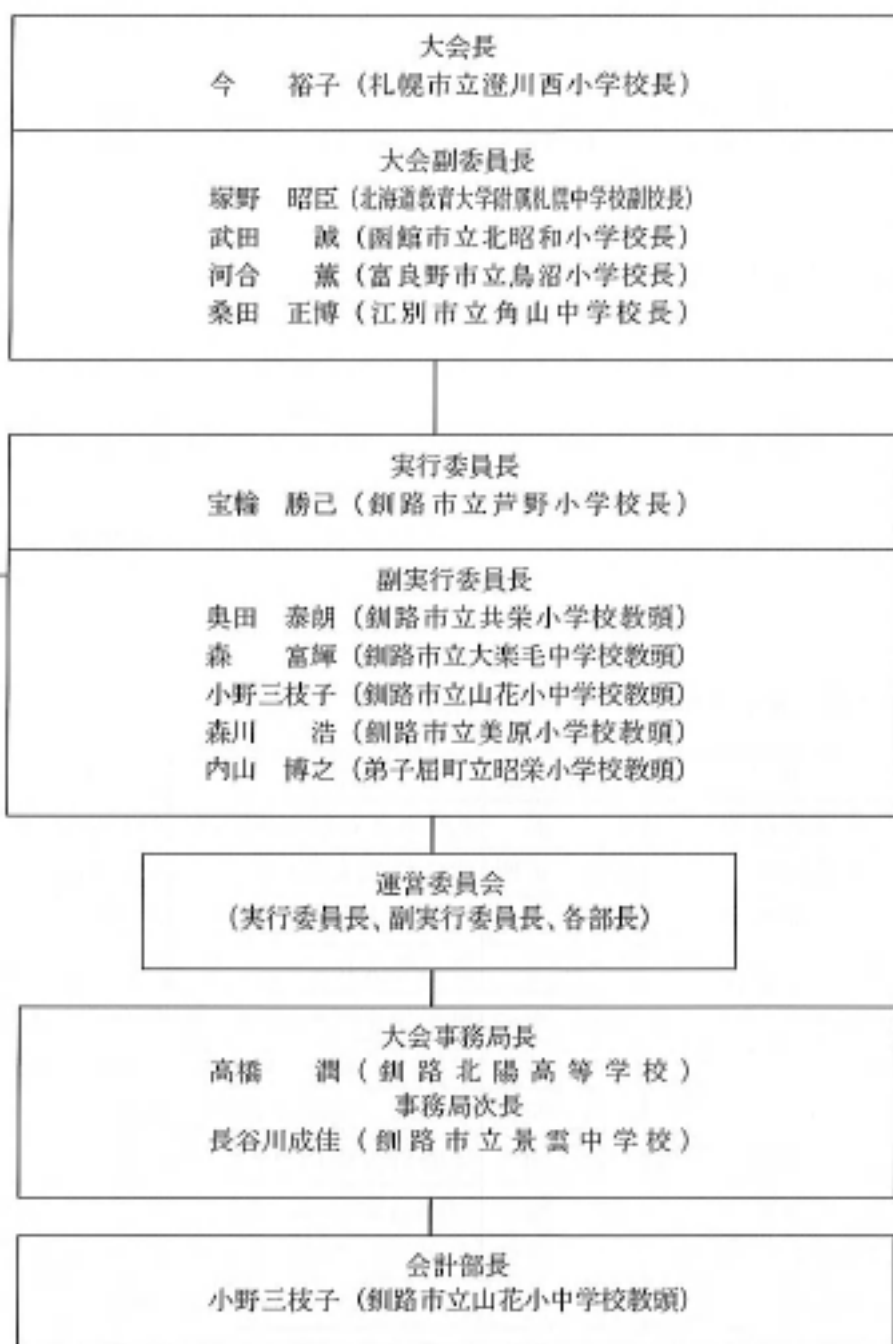 大会長
今　　裕子（札幌市立澄川西小学校長）
大会副委員長
塚野　昭臣（北海道教育大学附属札幌中学校副校長）
武田　　誠（函館市立北昭和小学校長）
河合　　薫（富良野市立鳥沼小学校長）
桑田　正博（江別市立角山中学校長）
実行委員長
宝輪　勝己（釧路市立芦野小学校長）
副実行委員長
奥田　泰朗（釧路市立共栄小学校教頭）
森　　富輝（釧路市立大楽毛中学校教頭）
小野三枝子（釧路市立山花小中学校教頭）
森川　　浩（釧路市立美原小学校教頭）
内山　博之（弟子屈町立昭栄小学校教頭）
運営委員会
（実行委員長、副実行委員長、各部長）
大会事務局長
高橋　　潤（釧路北陽高等学校）
事務局次長
長谷川成佳（釧路市立景雲中学校）
会計部長
小野三枝子（釧路市立山花小中学校教頭）